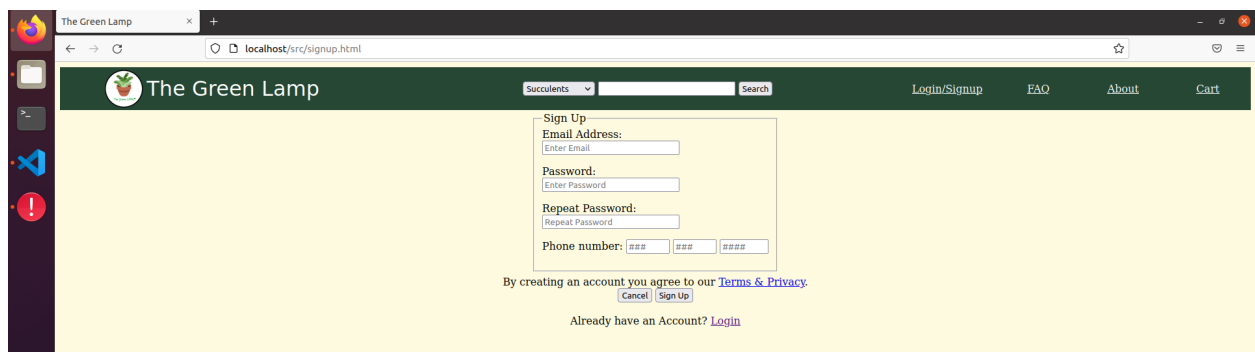 The Green Lamp
localhost/src/signup.html
The Green Lamp
Succulents Search Login/Signup FAQ About Cart
Sign Up
Email Address:
Enter Email
Password:
Enter Password
Repeat Password:
Repeat Password
Phone number: ### ### ####
By creating an account you agree to our Terms & Privacy.
Cancel Sign Up
Already have an Account? Login